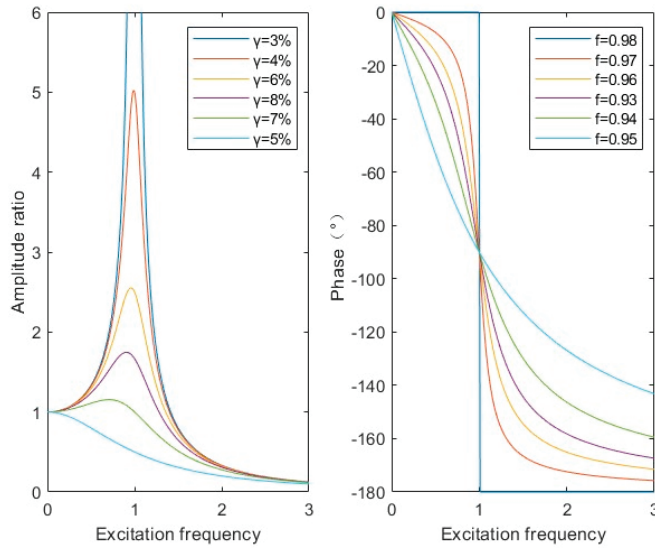 6
5
4
3
2
1
0
Amplitude ratio
γ=3%
γ=4%
γ=6%
γ=8%
γ=7%
γ=5%
0 1 2 3
Excitation frequency
0
-20
-40
-60
-80
-100
-120
-140
-160
-180
Phase（°）
f=0.98
f=0.97
f=0.96
f=0.93
f=0.94
f=0.95
0 1 2 3
Excitation frequency